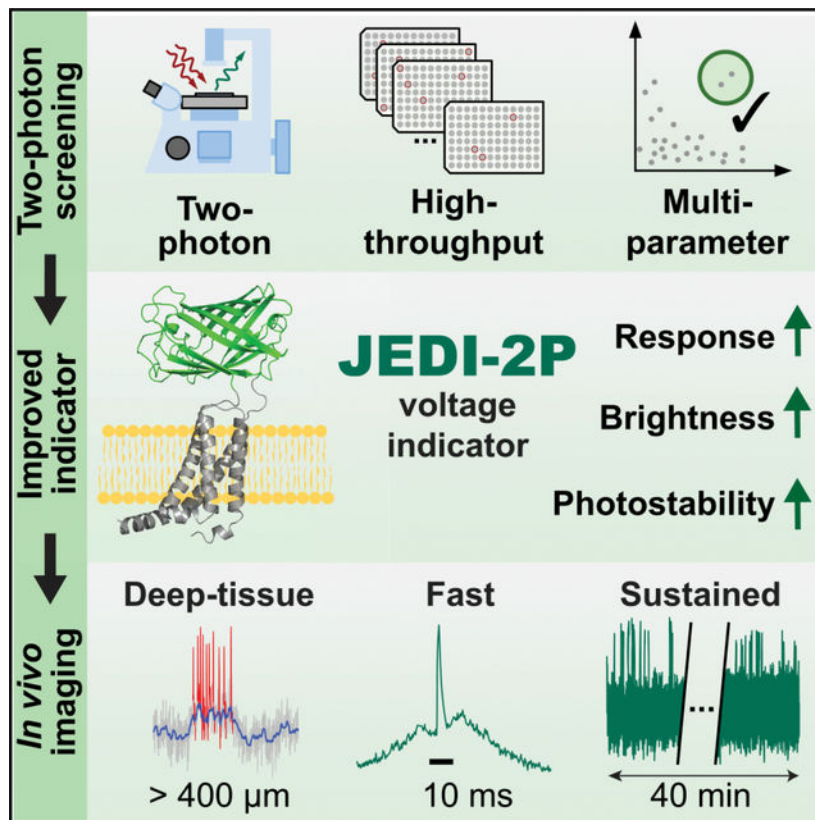 Two-photon
screening
Two-
photon
High-
throughput
...
Multi-
parameter
Improved
indicator
JEDI-2P
voltage
indicator
Response
Brightness
Photostability
In vivo
imaging
Deep-tissue
> 400 µm
Fast
10 ms
Sustained
...
40 min